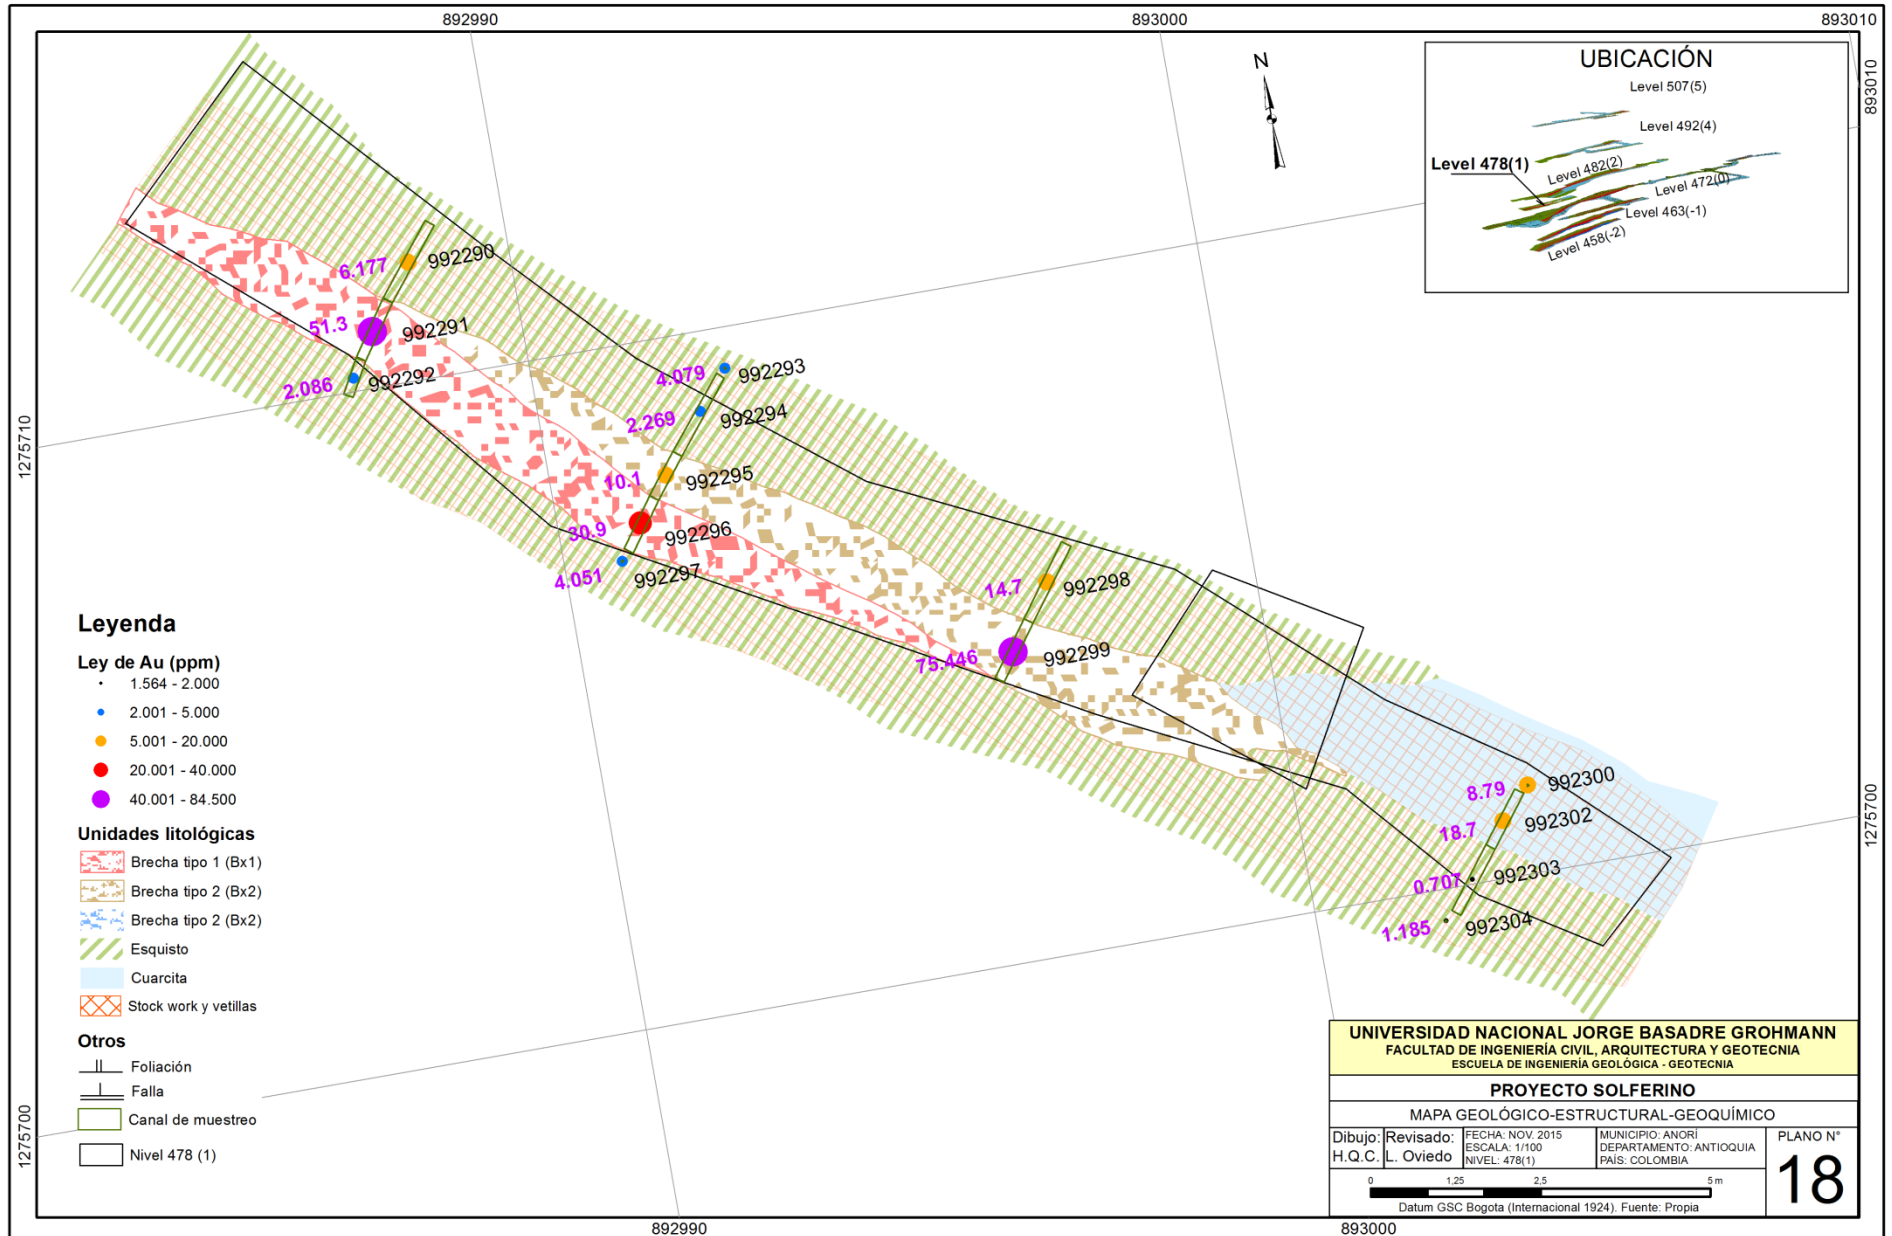 892990
893000
893010
893010
N
UBICACIÓN
Level 507(5)
Level 492(4)
Level 478(1)
Level 482(2)
Level 472(0)
Level 463(-1)
Level 458(-2)
6.177 992290
51.3 992291
2.086 992292
4.079 992293
2.269 992294
10.1 992295
30.9 992296
4.051 992297
14.7 992298
75.446 992299
8.79 992300
18.7 992302
0.707 992303
1.185 992304
1275710
1275700
1275700
Leyenda
Ley de Au (ppm)
1.564 - 2.000
2.001 - 5.000
5.001 - 20.000
20.001 - 40.000
40.001 - 84.500
Unidades litológicas
Brecha tipo 1 (Bx1)
Brecha tipo 2 (Bx2)
Brecha tipo 2 (Bx2)
Esquisto
Cuarcita
Stock work y vetillas
Otros
Foliación
Falla
Canal de muestreo
Nivel 478 (1)
UNIVERSIDAD NACIONAL JORGE BASADRE GROHMANN
FACULTAD DE INGENIERÍA CIVIL, ARQUITECTURA Y GEOTECNIA
ESCUELA DE INGENIERÍA GEOLÓGICA - GEOTECNIA
PROYECTO SOLFERINO
MAPA GEOLÓGICO-ESTRUCTURAL-GEOQUÍMICO
Dibujo:
H.Q.C.
Revisado:
L. Oviedo
FECHA: NOV. 2015
ESCALA: 1/100
NIVEL: 478(1)
MUNICIPIO: ANORÍ
DEPARTAMENTO: ANTIOQUIA
PAÍS: COLOMBIA
PLANO N°
18
0 1,25 2,5 5 m
Datum GSC Bogota (Internacional 1924). Fuente: Propia
892990
893000